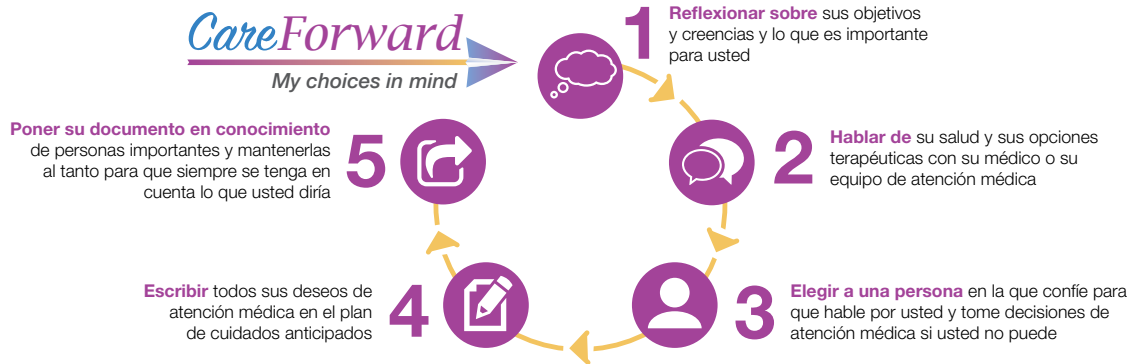 CareForward
My choices in mind
1
Reflexionar sobre sus objetivos
y creencias y lo que es importante
para usted
2
Hablar de su salud y sus opciones
terapéuticas con su médico o su
equipo de atención médica
3
Elegir a una persona en la que confíe para
que hable por usted y tome decisiones de
atención médica si usted no puede
4
Escribir todos sus deseos de
atención médica en el plan
de cuidados anticipados
5
Poner su documento en conocimiento
de personas importantes y mantenerlas
al tanto para que siempre se tenga en
cuenta lo que usted diría